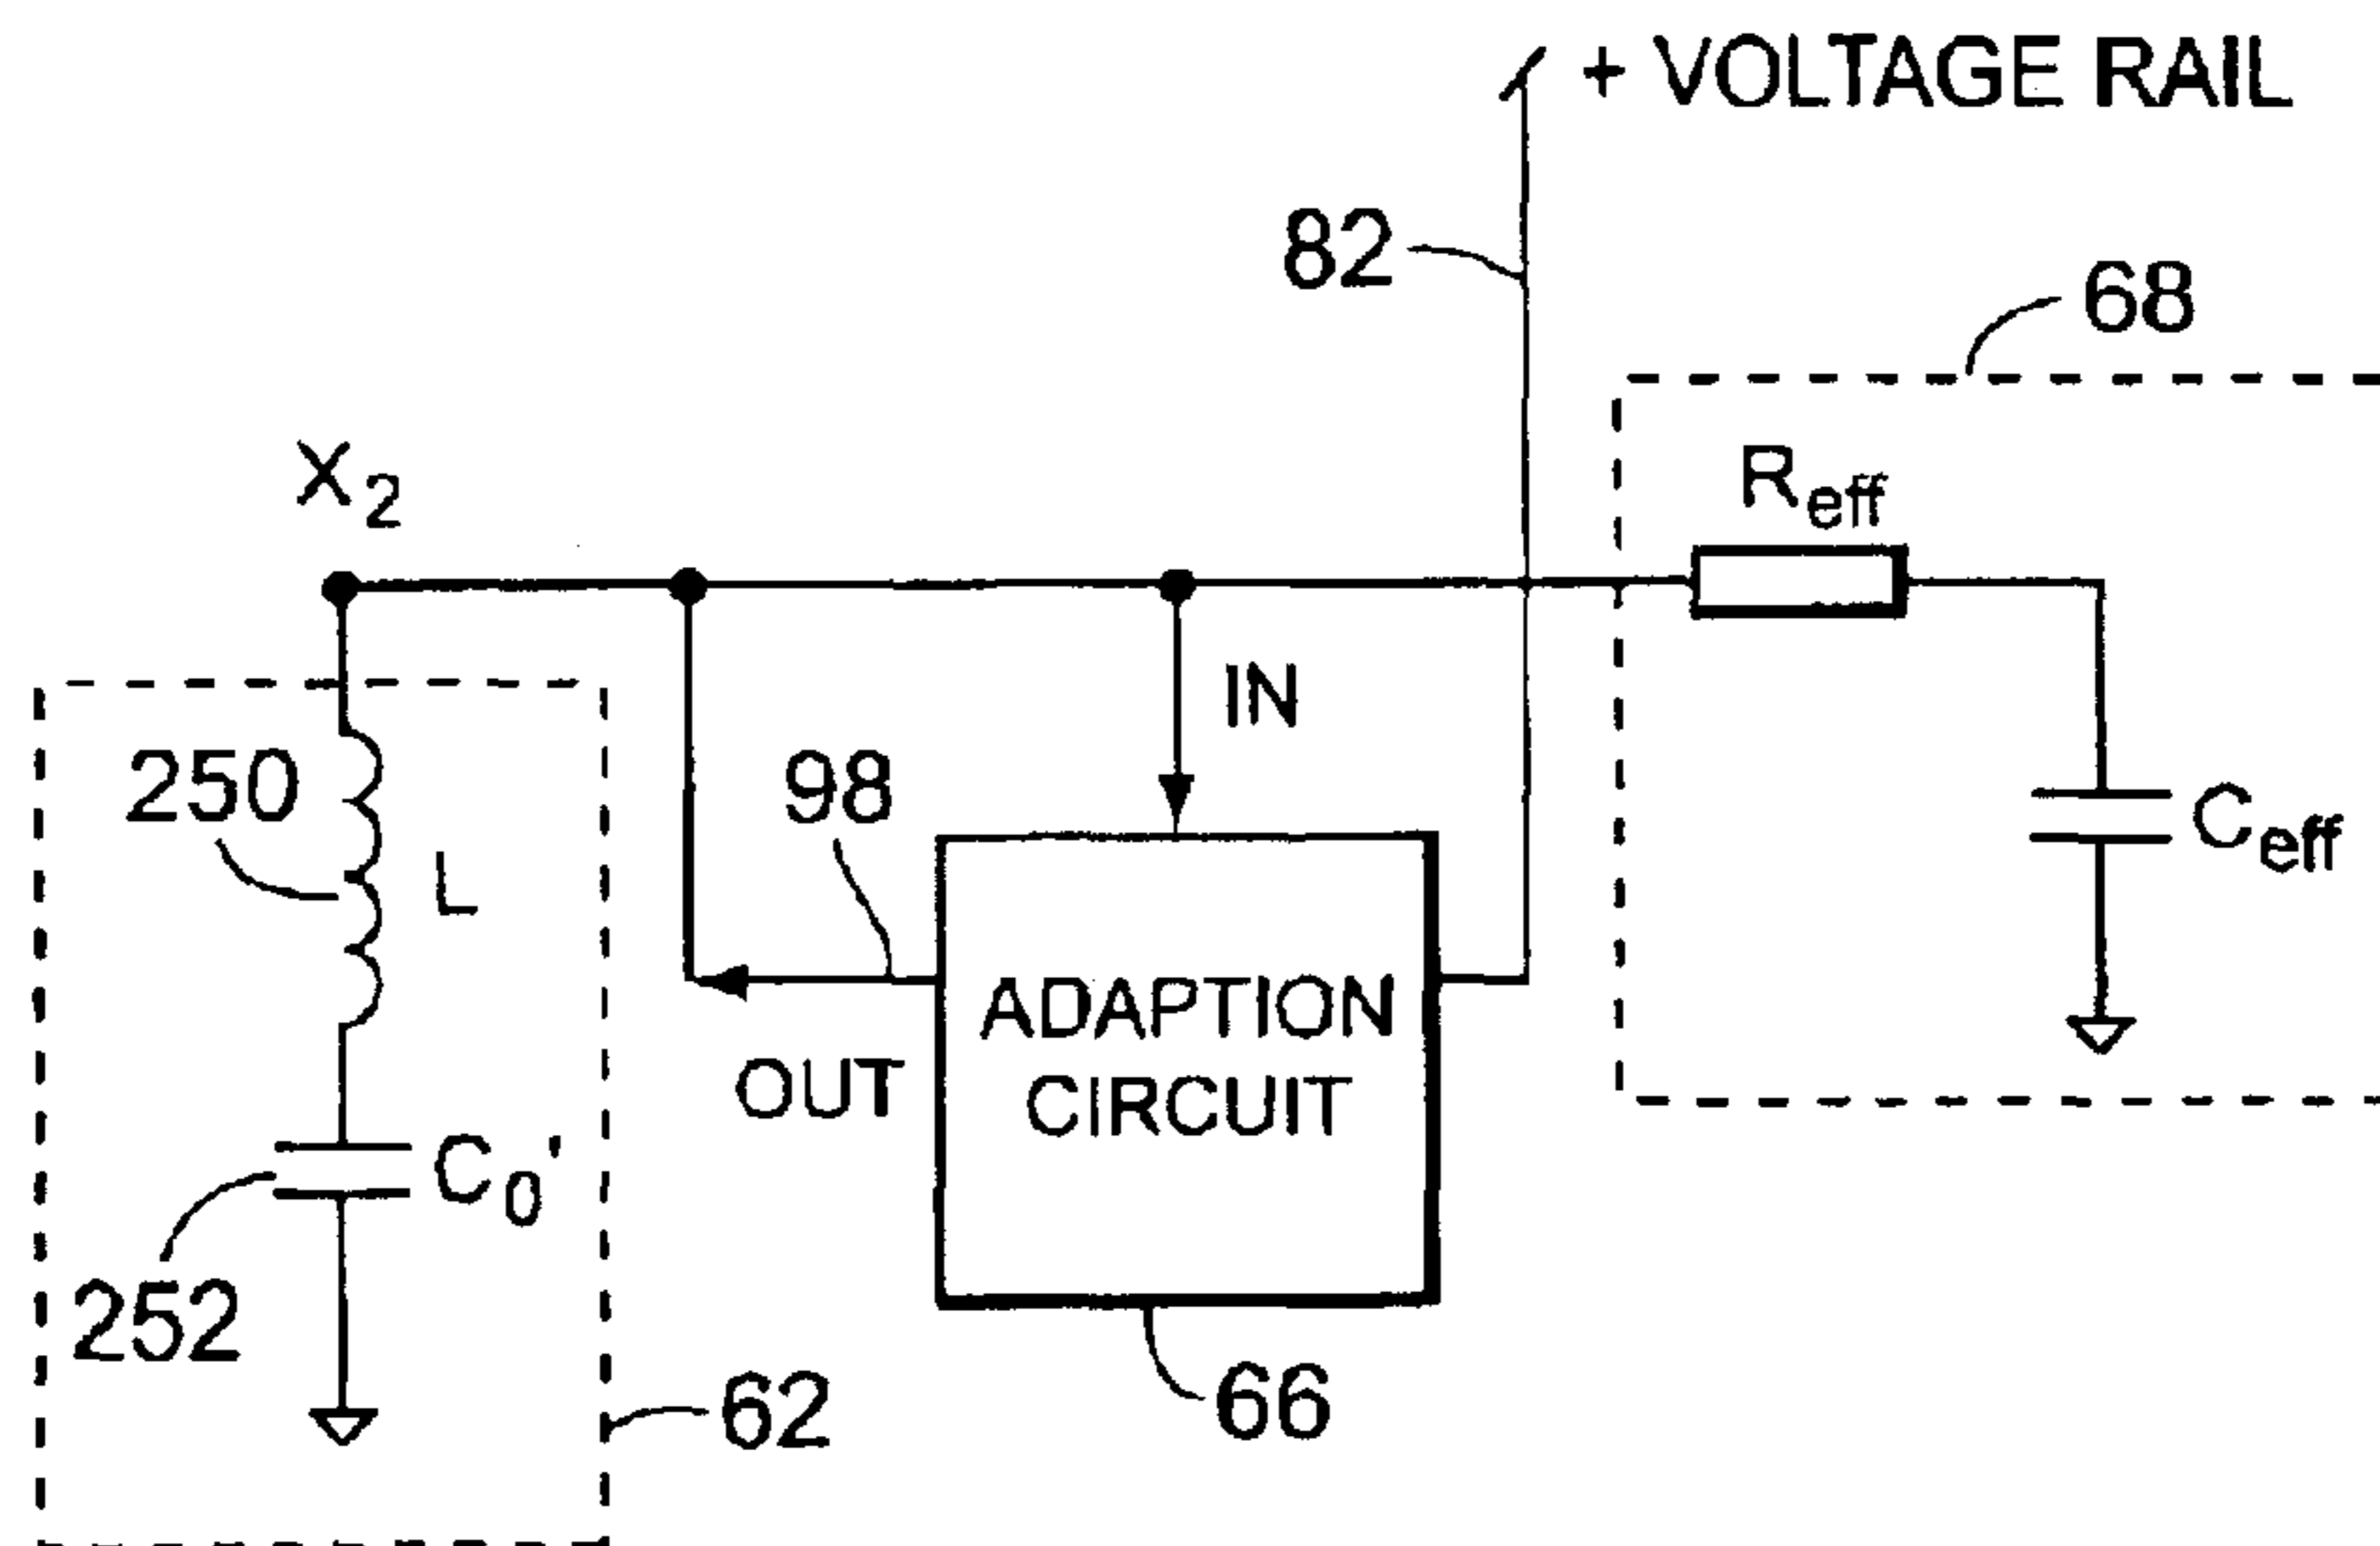 + VOLTAGE RAIL
82
68
X2
Reff
IN
250
98
L
Ceff
ADAPTION
CIRCUIT
OUT
C0'
252
62
66